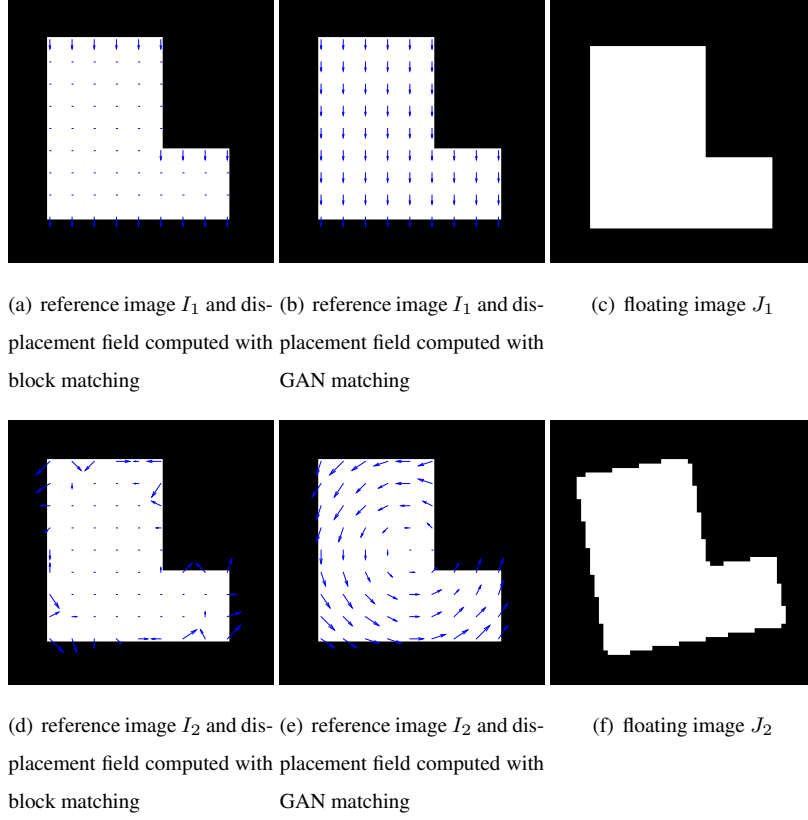 (a) reference image I1 and dis-
placement field computed with
block matching
(b) reference image I1 and dis-
placement field computed with
GAN matching
(c) floating image J1
(d) reference image I2 and dis-
placement field computed with
block matching
(e) reference image I2 and dis-
placement field computed with
GAN matching
(f) floating image J2